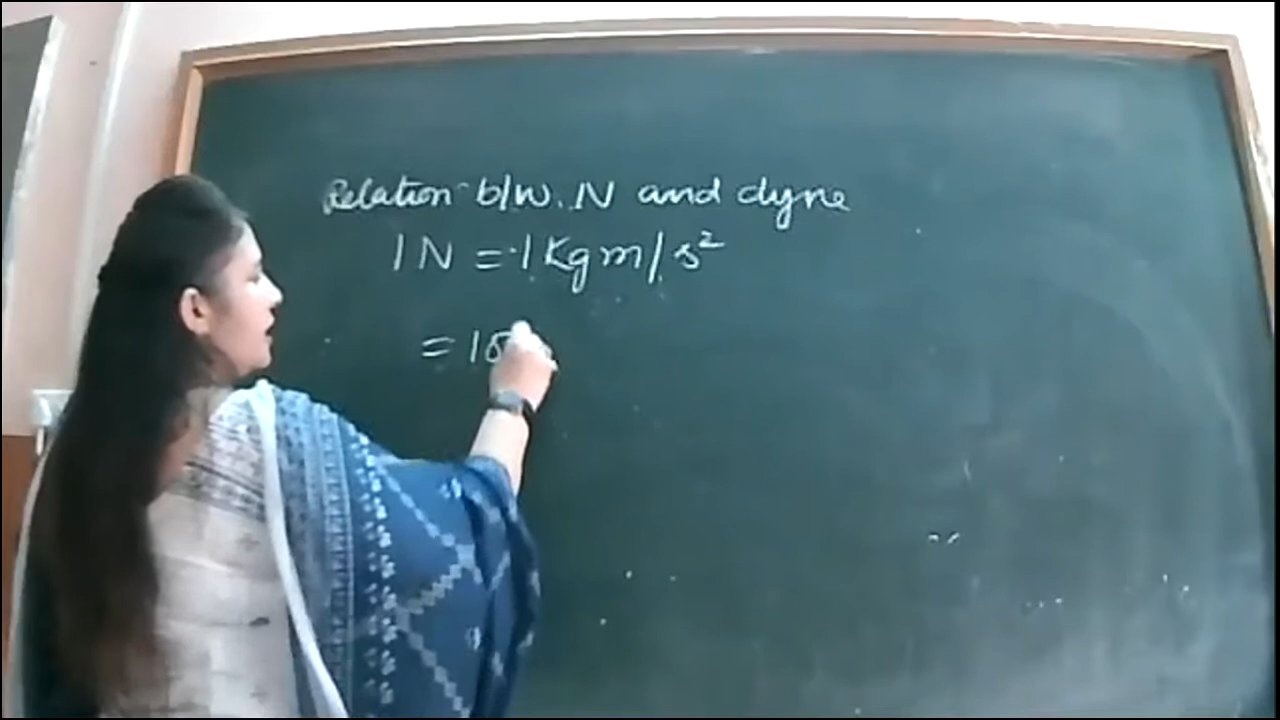 Relation b/w. N and dyne
1 N = 1 Kg m/s²
= 10